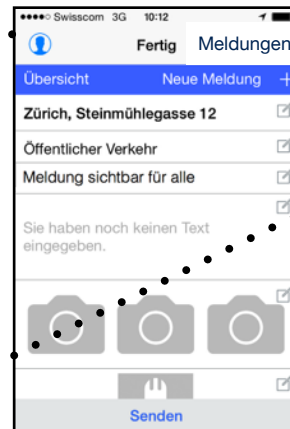 Swisscom 3G 10:12
Fertig Meldungen
Übersicht Neue Meldung +
Zürich, Steinmühlegasse 12
Öffentlicher Verkehr
Meldung sichtbar für alle
Sie haben noch keinen Text
eingegeben.
Senden